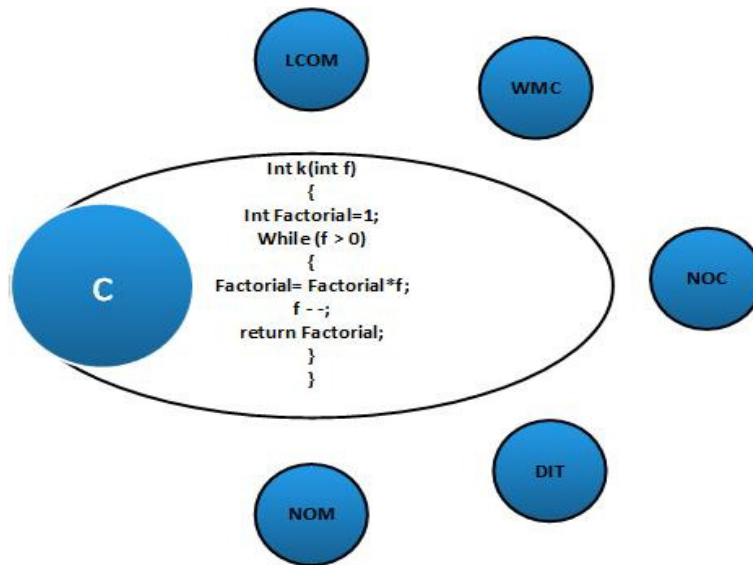 LCOM
WMC
Int k(int f)
{
Int Factorial=1;
While (f > 0)
{
Factorial= Factorial*f;
f - -;
return Factorial;
}
}
C
NOC
DIT
NOM